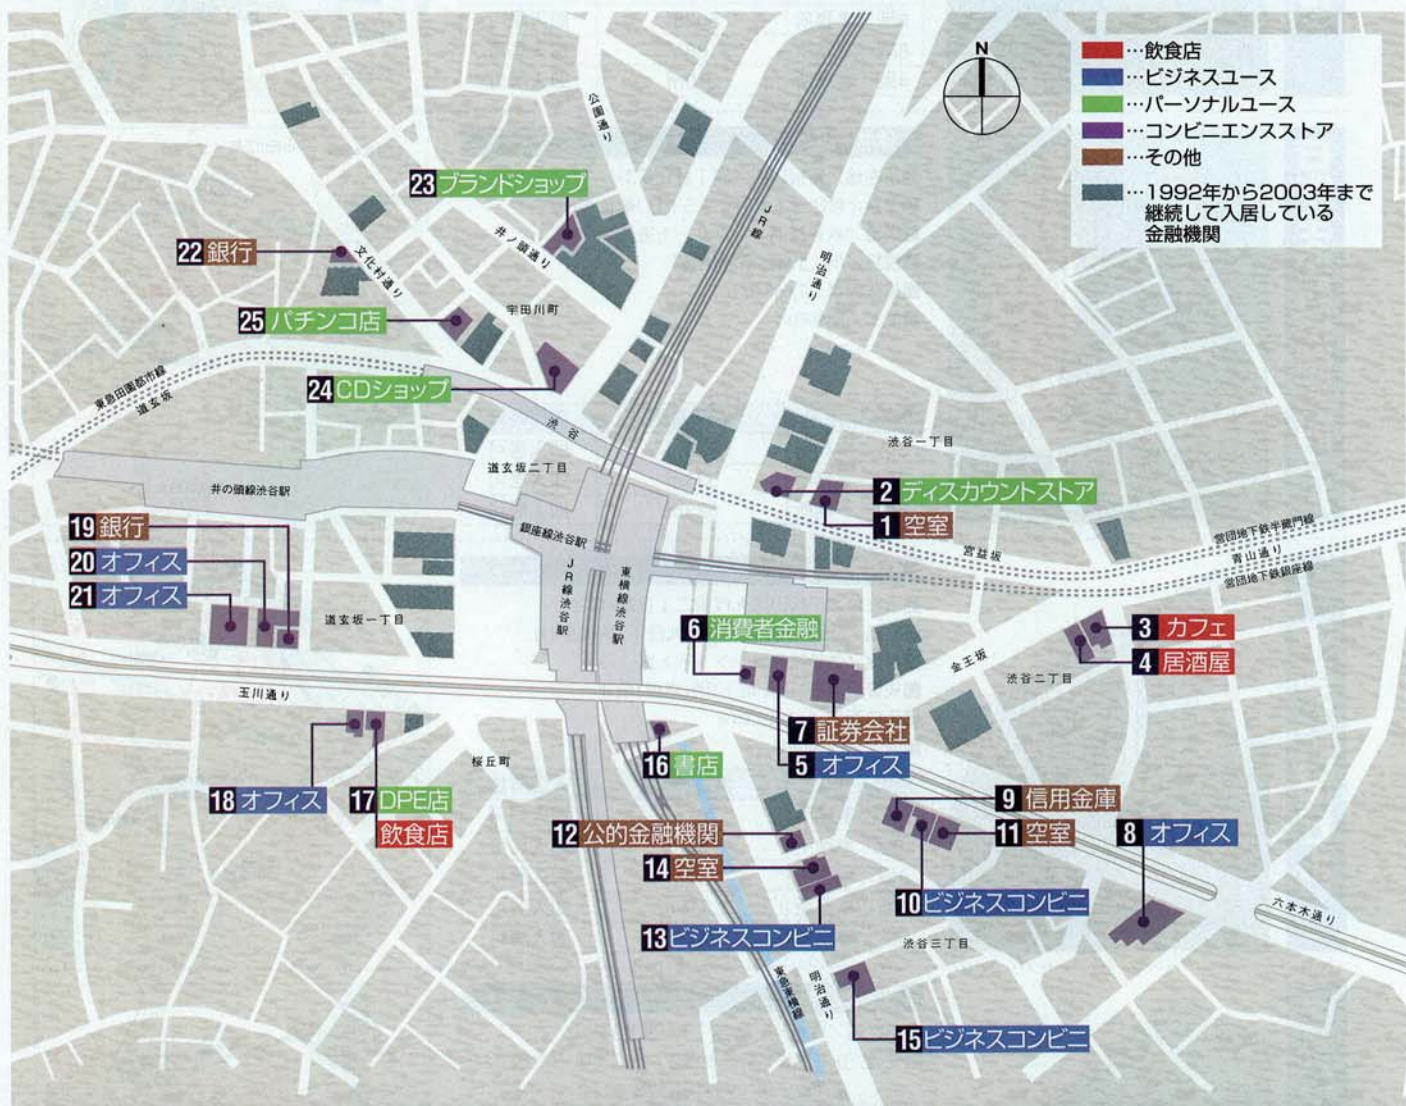 N
…飲食店
…ビジネスユース
…パーソナルユース
…コンビニエンスストア
…その他
…1992年から2003年まで
継続して入居している
金融機関
公園通り
23 ブランドショップ
井ノ頭通り
JR線
明治通り
22 銀行
文化村通り
宇田川町
25 パチンコ店
24 CDショップ
東急田園都市線
道玄坂
渋谷
渋谷一丁目
道玄坂二丁目
井の頭線渋谷駅
2 ディスカウントストア
1 空室
19 銀行
銀座線渋谷駅
宮益坂
営団地下鉄半蔵門線
青山通り
営団地下鉄銀座線
20 オフィス
21 オフィス
JR線渋谷駅
東横線渋谷駅
道玄坂一丁目
6 消費者金融
3 カフェ
4 居酒屋
金王坂
渋谷二丁目
玉川通り
7 証券会社
5 オフィス
16 書店
桜丘町
18 オフィス
17 DPE店
飲食店
9 信用金庫
11 空室
8 オフィス
12 公的金融機関
14 空室
10 ビジネスコンビニ
六本木通り
13 ビジネスコンビニ
渋谷三丁目
東急東横線
明治通り
15 ビジネスコンビニ